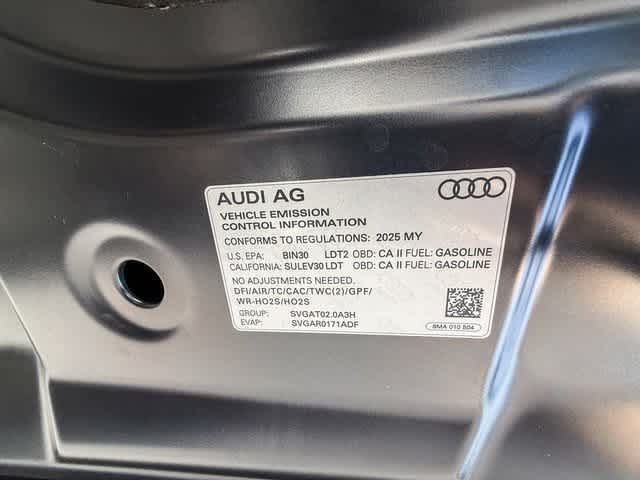 AUDI AG
VEHICLE EMISSION
CONTROL INFORMATION
CONFORMS TO REGULATIONS: 2025 MY
U.S. EPA: BIN30 LDT2 OBD: CA II FUEL: GASOLINE
CALIFORNIA: SULEV30 LDT OBD: CA II FUEL: GASOLINE
NO ADJUSTMENTS NEEDED.
DFI/AIR/TC/CAC/TWC(2)/GPF/
WR-HO2S/HO2S
GROUP: SVGAT02.0A3H
EVAP: SVGAR0171ADF
8MA 010 504